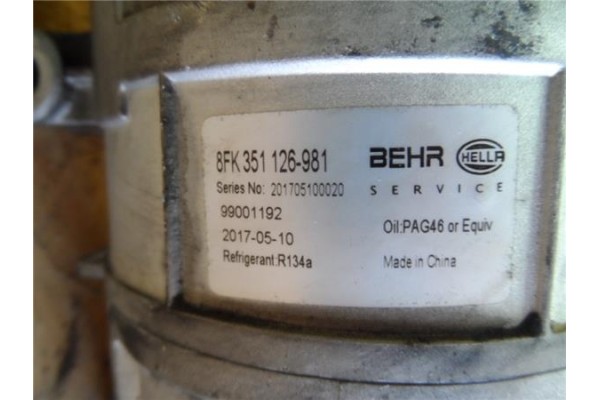 8FK 351 126-981 BEHR HELLA
Series No: 201705100020 SERVICE
99001192 Oil:PAG46 or Equiv
2017-05-10
Refrigerant:R134a Made in China